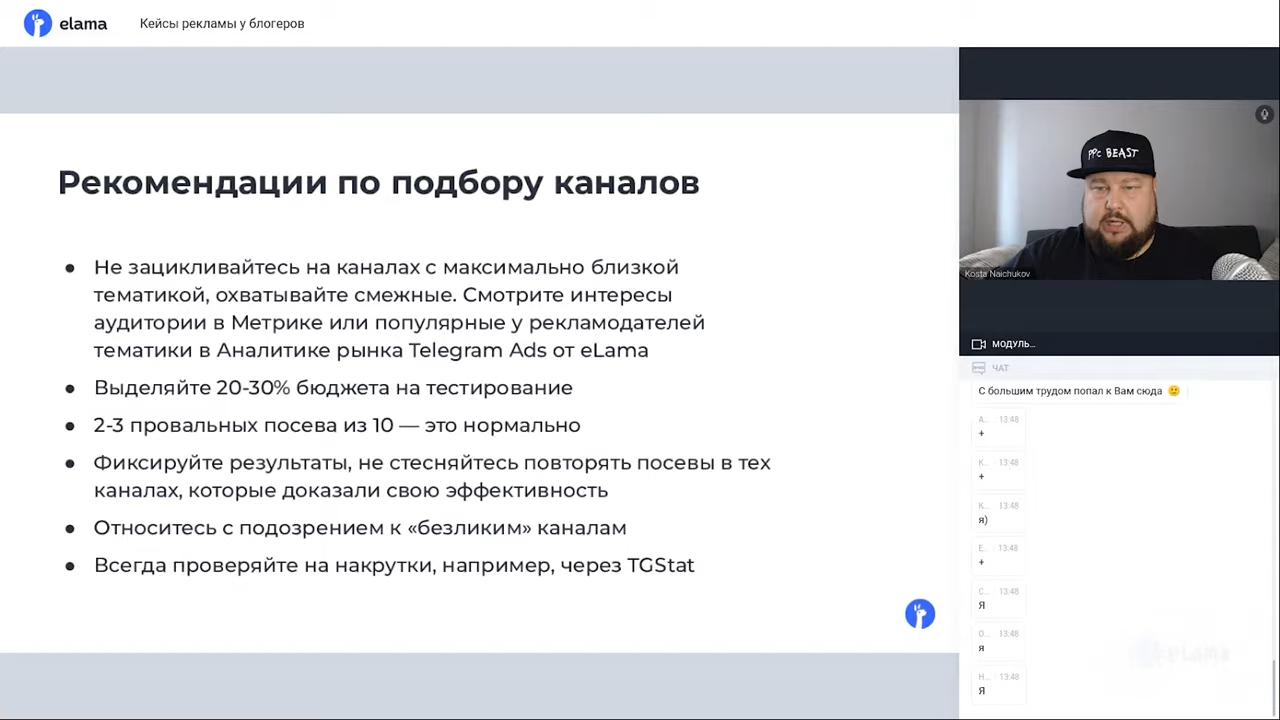 elama
Кейсы рекламы у блогеров
Рекомендации по подбору каналов
● Не зацикливайтесь на каналах с максимально близкой
тематикой, охватывайте смежные. Смотрите интересы
аудитории в Метрике или популярные у рекламодателей
тематики в Аналитике рынка Telegram Ads от eLama
● Выделяйте 20-30% бюджета на тестирование
● 2-3 провальных посева из 10 — это нормально
● Фиксируйте результаты, не стесняйтесь повторять посевы в тех
каналах, которые доказали свою эффективность
● Относитесь с подозрением к «безликим» каналам
● Всегда проверяйте на накрутки, например, через TGStat
PPC BEAST
Kosta Naichukov
МОДУЛЬ...
ЧАТ
С большим трудом попал к Вам сюда 🙂
А... 13:48
+
К... 13:48
+
К... 13:48
я)
Е... 13:48
+
С... 13:48
Я
О... 13:48
я
Н... 13:48
Я
eLama